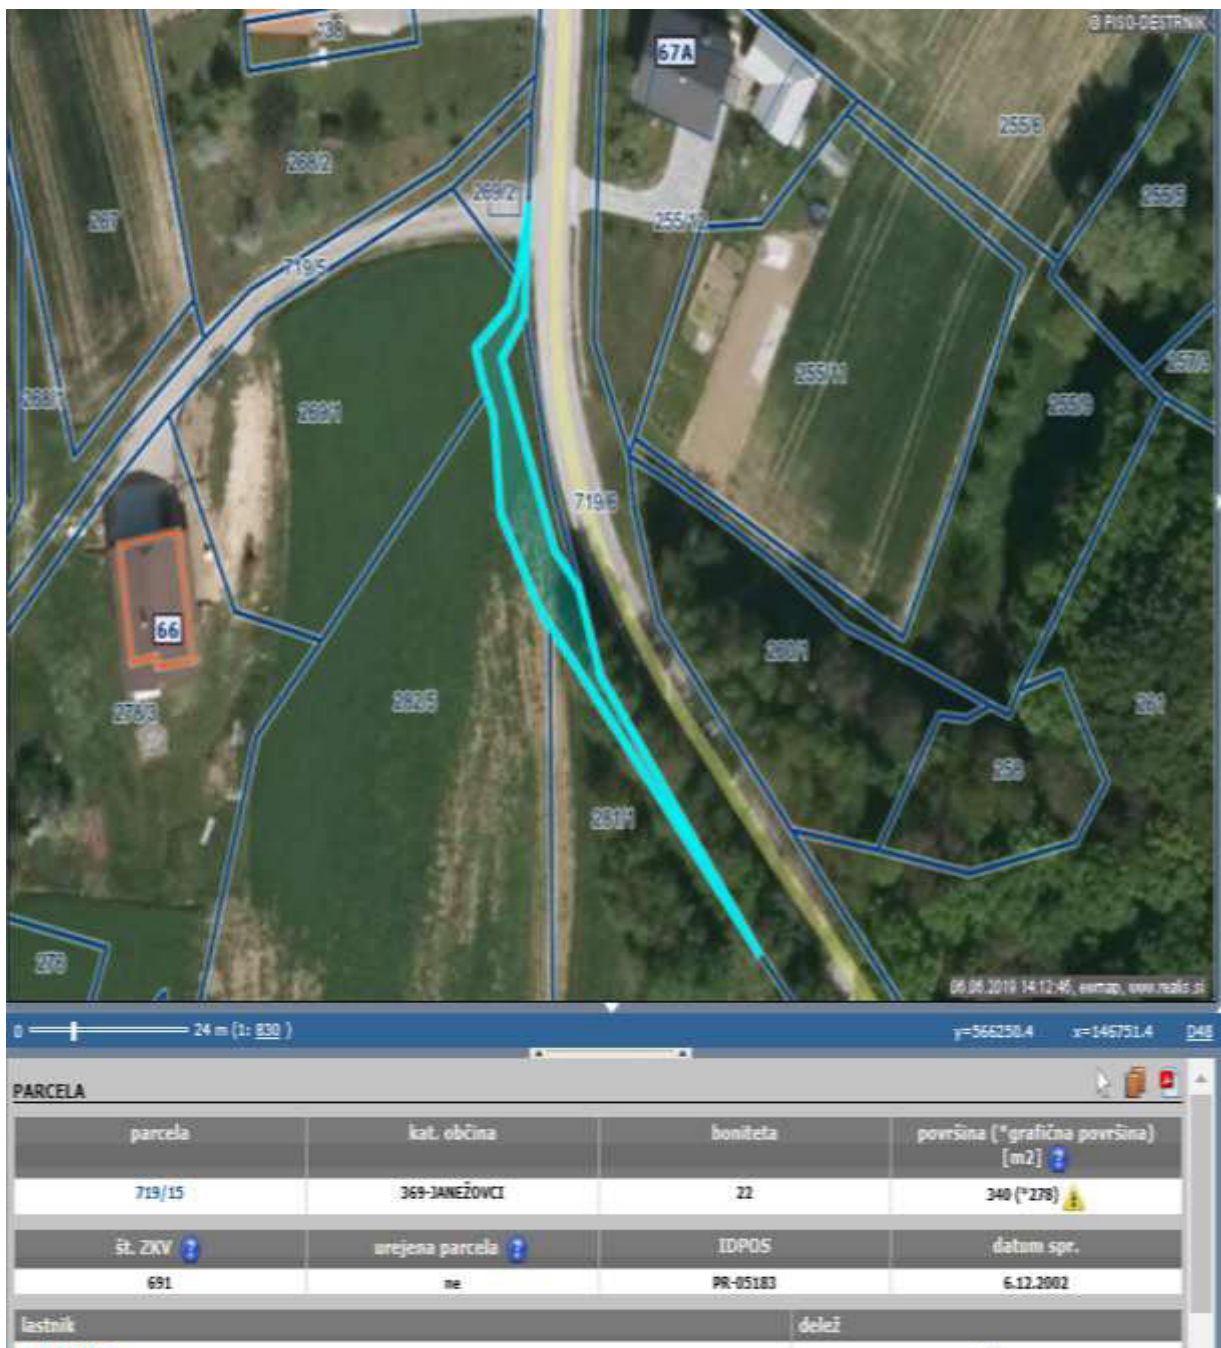 © PISO-DESTRNIK
138
67A
255/6
268/2
269/2
255/5
267
255/12
719/5
257/3
255/11
268/1
269/1
255/9
719/6
66
280/1
282/5
261
278/3
258
281/1
276
06.06.2019 14:12:46, ewmap, www.realis.si
0 24 m (1: 830 ) y=566250.4 x=146751.4 D48
PARCELA
parcela kat. občina boniteta površina (*grafična površina)
[m2]
719/15 369-JANEŽOVCI 22 340 (*278)
št. ZKV urejena parcela IDPOS datum spr.
691 ne PR-05183 6.12.2002
lastnik delež